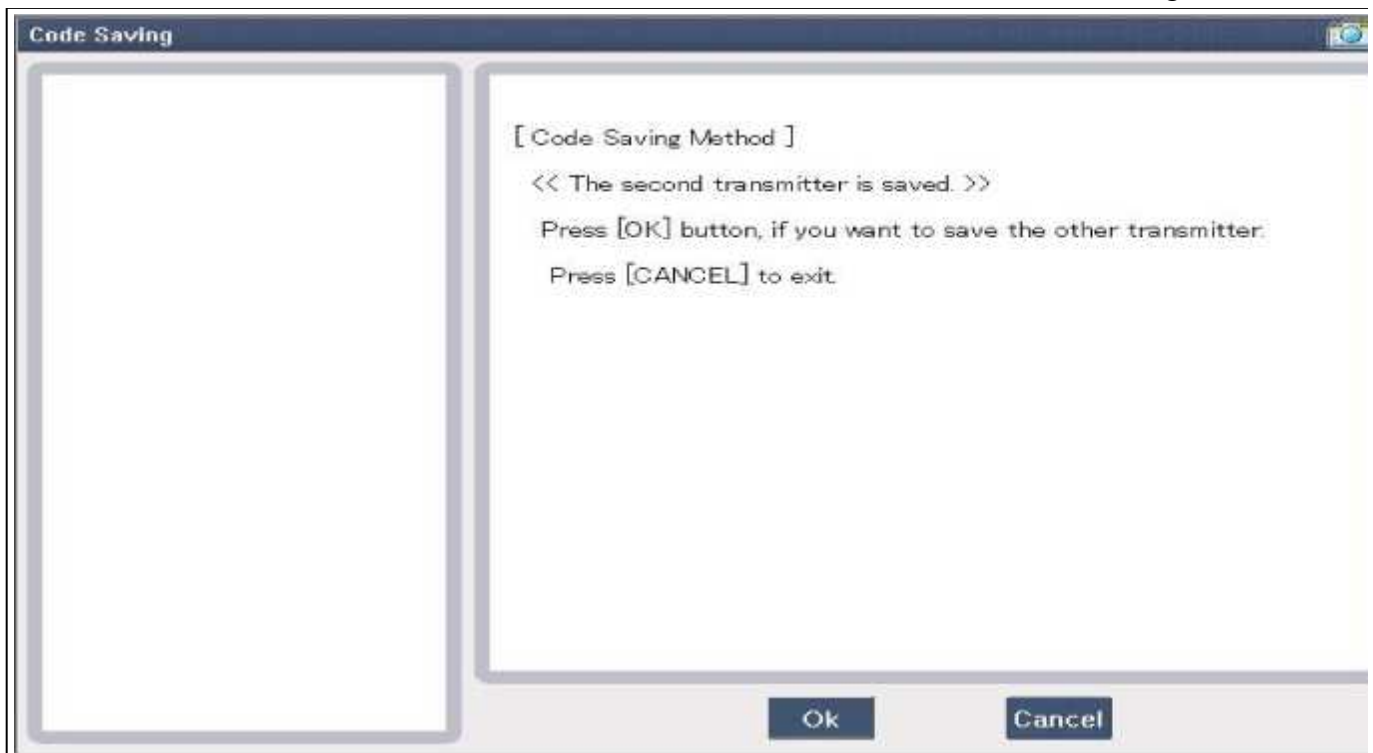 Code Saving
[ Code Saving Method ]
<< The second transmitter is saved. >>
Press [OK] button, if you want to save the other transmitter.
Press [CANCEL] to exit.
Ok
Cancel